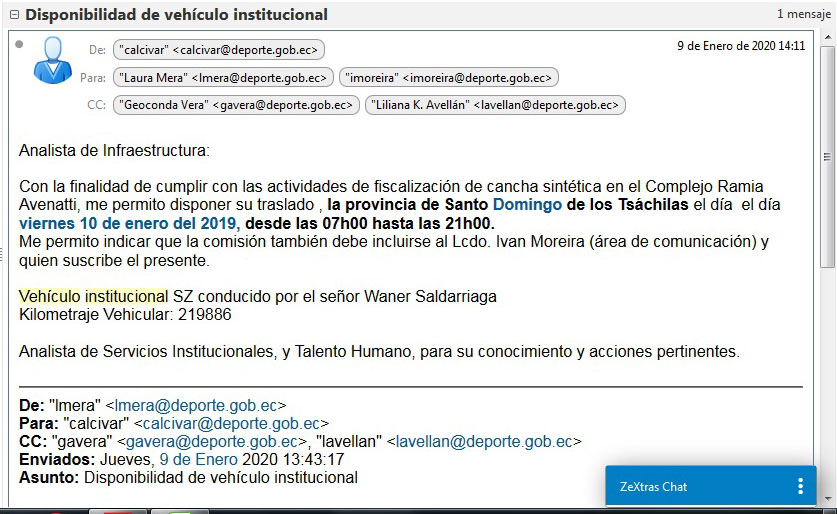 Disponibilidad de vehículo institucional
1 mensaje
De: "calcivar" <calcivar@deporte.gob.ec>
9 de Enero de 2020 14:11
Para: "Laura Mera" <lmera@deporte.gob.ec> "imoreira" <imoreira@deporte.gob.ec>
CC: "Geoconda Vera" <gavera@deporte.gob.ec> "Liliana K. Avellán" <lavellan@deporte.gob.ec>
Analista de Infraestructura:
Con la finalidad de cumplir con las actividades de fiscalización de cancha sintética en el Complejo Ramia
Avenatti, me permito disponer su traslado , la provincia de Santo Domingo de los Tsáchilas el día  el día
viernes 10 de enero del 2019, desde las 07h00 hasta las 21h00.
Me permito indicar que la comisión también debe incluirse al Lcdo. Ivan Moreira (área de comunicación) y
quien suscribe el presente.
Vehículo institucional SZ conducido por el señor Waner Saldarriaga
Kilometraje Vehicular: 219886
Analista de Servicios Institucionales, y Talento Humano, para su conocimiento y acciones pertinentes.
De: "lmera" <lmera@deporte.gob.ec>
Para: "calcivar" <calcivar@deporte.gob.ec>
CC: "gavera" <gavera@deporte.gob.ec>, "lavellan" <lavellan@deporte.gob.ec>
Enviados: Jueves, 9 de Enero 2020 13:43:17
Asunto: Disponibilidad de vehículo institucional
ZeXtras Chat